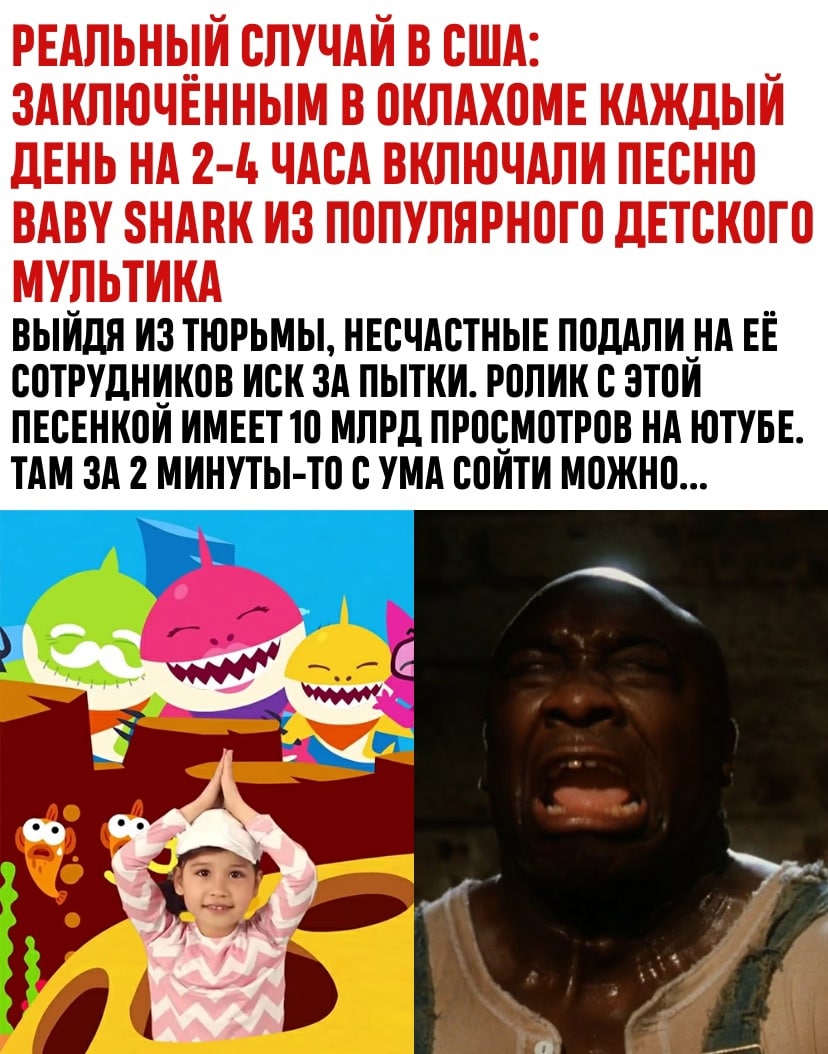 РЕАЛЬНЫЙ СЛУЧАЙ В США:
ЗАКЛЮЧЁННЫМ В ОКЛАХОМЕ КАЖДЫЙ
ДЕНЬ НА 2-4 ЧАСА ВКЛЮЧАЛИ ПЕСНЮ
BABY SHARK ИЗ ПОПУЛЯРНОГО ДЕТСКОГО
МУЛЬТИКА
ВЫЙДЯ ИЗ ТЮРЬМЫ, НЕСЧАСТНЫЕ ПОДАЛИ НА ЕЁ
СОТРУДНИКОВ ИСК ЗА ПЫТКИ. РОЛИК С ЭТОЙ
ПЕСЕНКОЙ ИМЕЕТ 10 МЛРД ПРОСМОТРОВ НА ЮТУБЕ.
ТАМ ЗА 2 МИНУТЫ-ТО С УМА СОЙТИ МОЖНО...